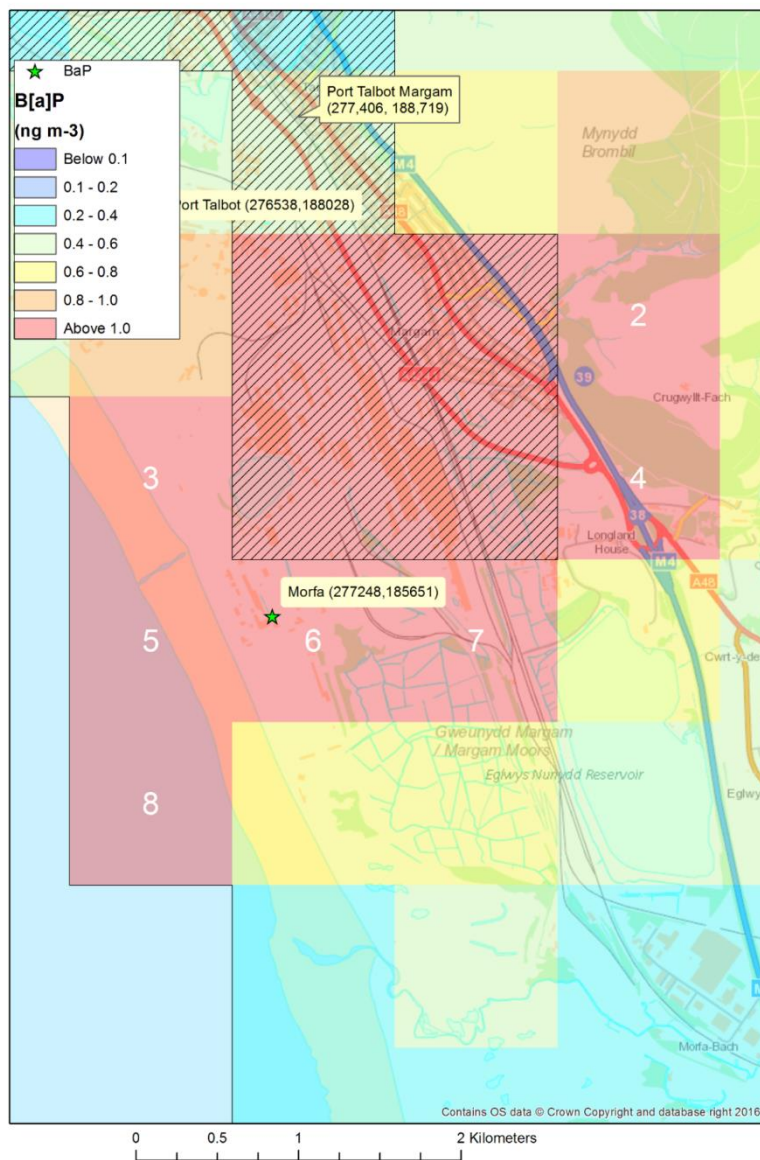 BaP
B[a]P
(ng m-3)
Below 0.1
0.1 - 0.2
0.2 - 0.4
0.4 - 0.6
0.6 - 0.8
0.8 - 1.0
Above 1.0
Port Talbot Margam
(277,406, 188,719)
Mynydd
Brombil
M4
Port Talbot (276538,188028)
2
Margam
39
Crugwyllt-Fach
3
4
38
Longland
House
M4
A48
Morfa (277248,185651)
5
6
7
Cwrt-y-de
Gweunydd Margam
/ Margam Moors
Eglwys Nunydd Reservoir
Eglwy
8
Morfa-Bach
Contains OS data © Crown Copyright and database right 2016
0 0.5 1 2 Kilometers